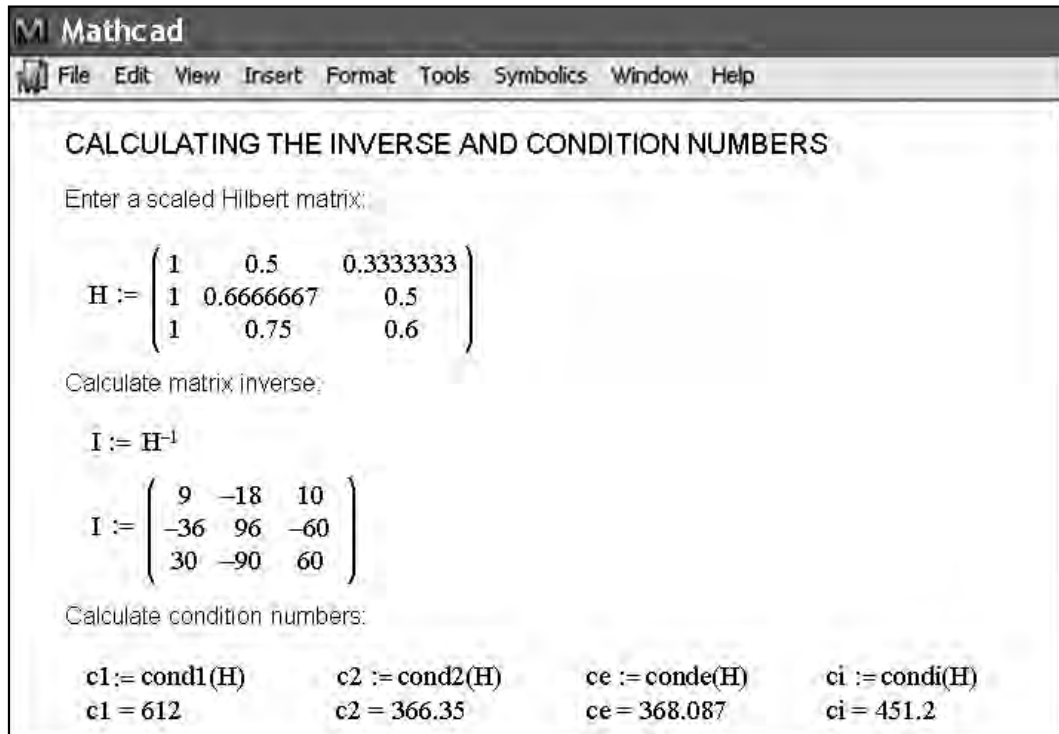 Mathcad
File Edit View Insert Format Tools Symbolics Window Help
CALCULATING THE INVERSE AND CONDITION NUMBERS
Enter a scaled Hilbert matrix:
1 0.5 0.3333333
H := 1 0.6666667 0.5
1 0.75 0.6
Calculate matrix inverse:
I := H⁻¹
9 −18 10
I := −36 96 −60
30 −90 60
Calculate condition numbers:
c1 := cond1(H) c2 := cond2(H) ce := conde(H) ci := condi(H)
c1 = 612 c2 = 366.35 ce = 368.087 ci = 451.2